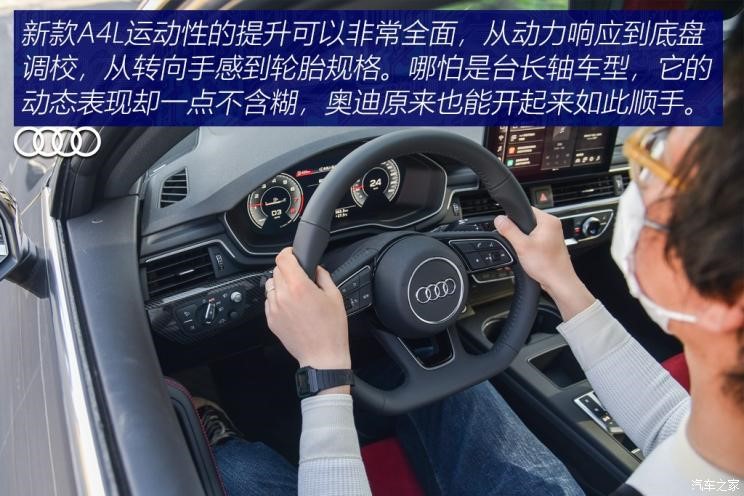 新款A4L运动性的提升可以非常全面，从动力响应到底盘
调校，从转向手感到轮胎规格。哪怕是台长轴车型，它的
动态表现却一点不含糊，奥迪原来也能开起来如此顺手。
24
D3
汽车之家